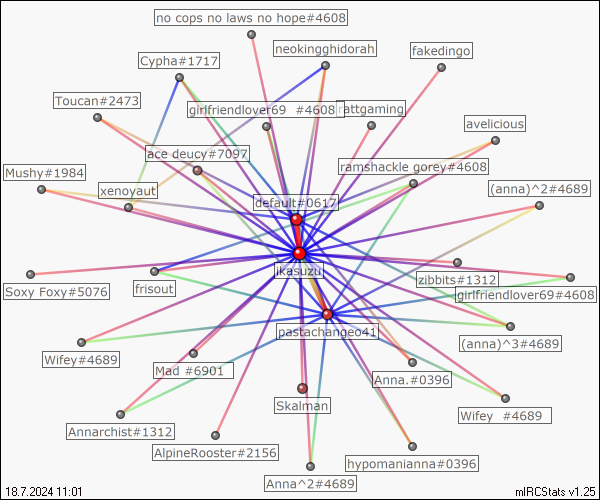 no cops no laws no hope#4608
neokingghidorah
fakedingo
Cypha#1717
Toucan#2473
girlfriendlover69 #4608
rattgaming
avelicious
ace deucy#7097
ramshackle gorey#4608
Mushy#1984
xenoyaut
(anna)^2#4689
default#0617
ikasuzu
zibbits#1312
Soxy Foxy#5076
frisout
girlfriendlover69#4608
pastachangeo41
(anna)^3#4689
Wifey#4689
Mad #6901
Anna.#0396
Skalman
Wifey #4689
Annarchist#1312
AlpineRooster#2156
hypomanianna#0396
Anna^2#4689
18.7.2024 11:01
mIRCStats v1.25